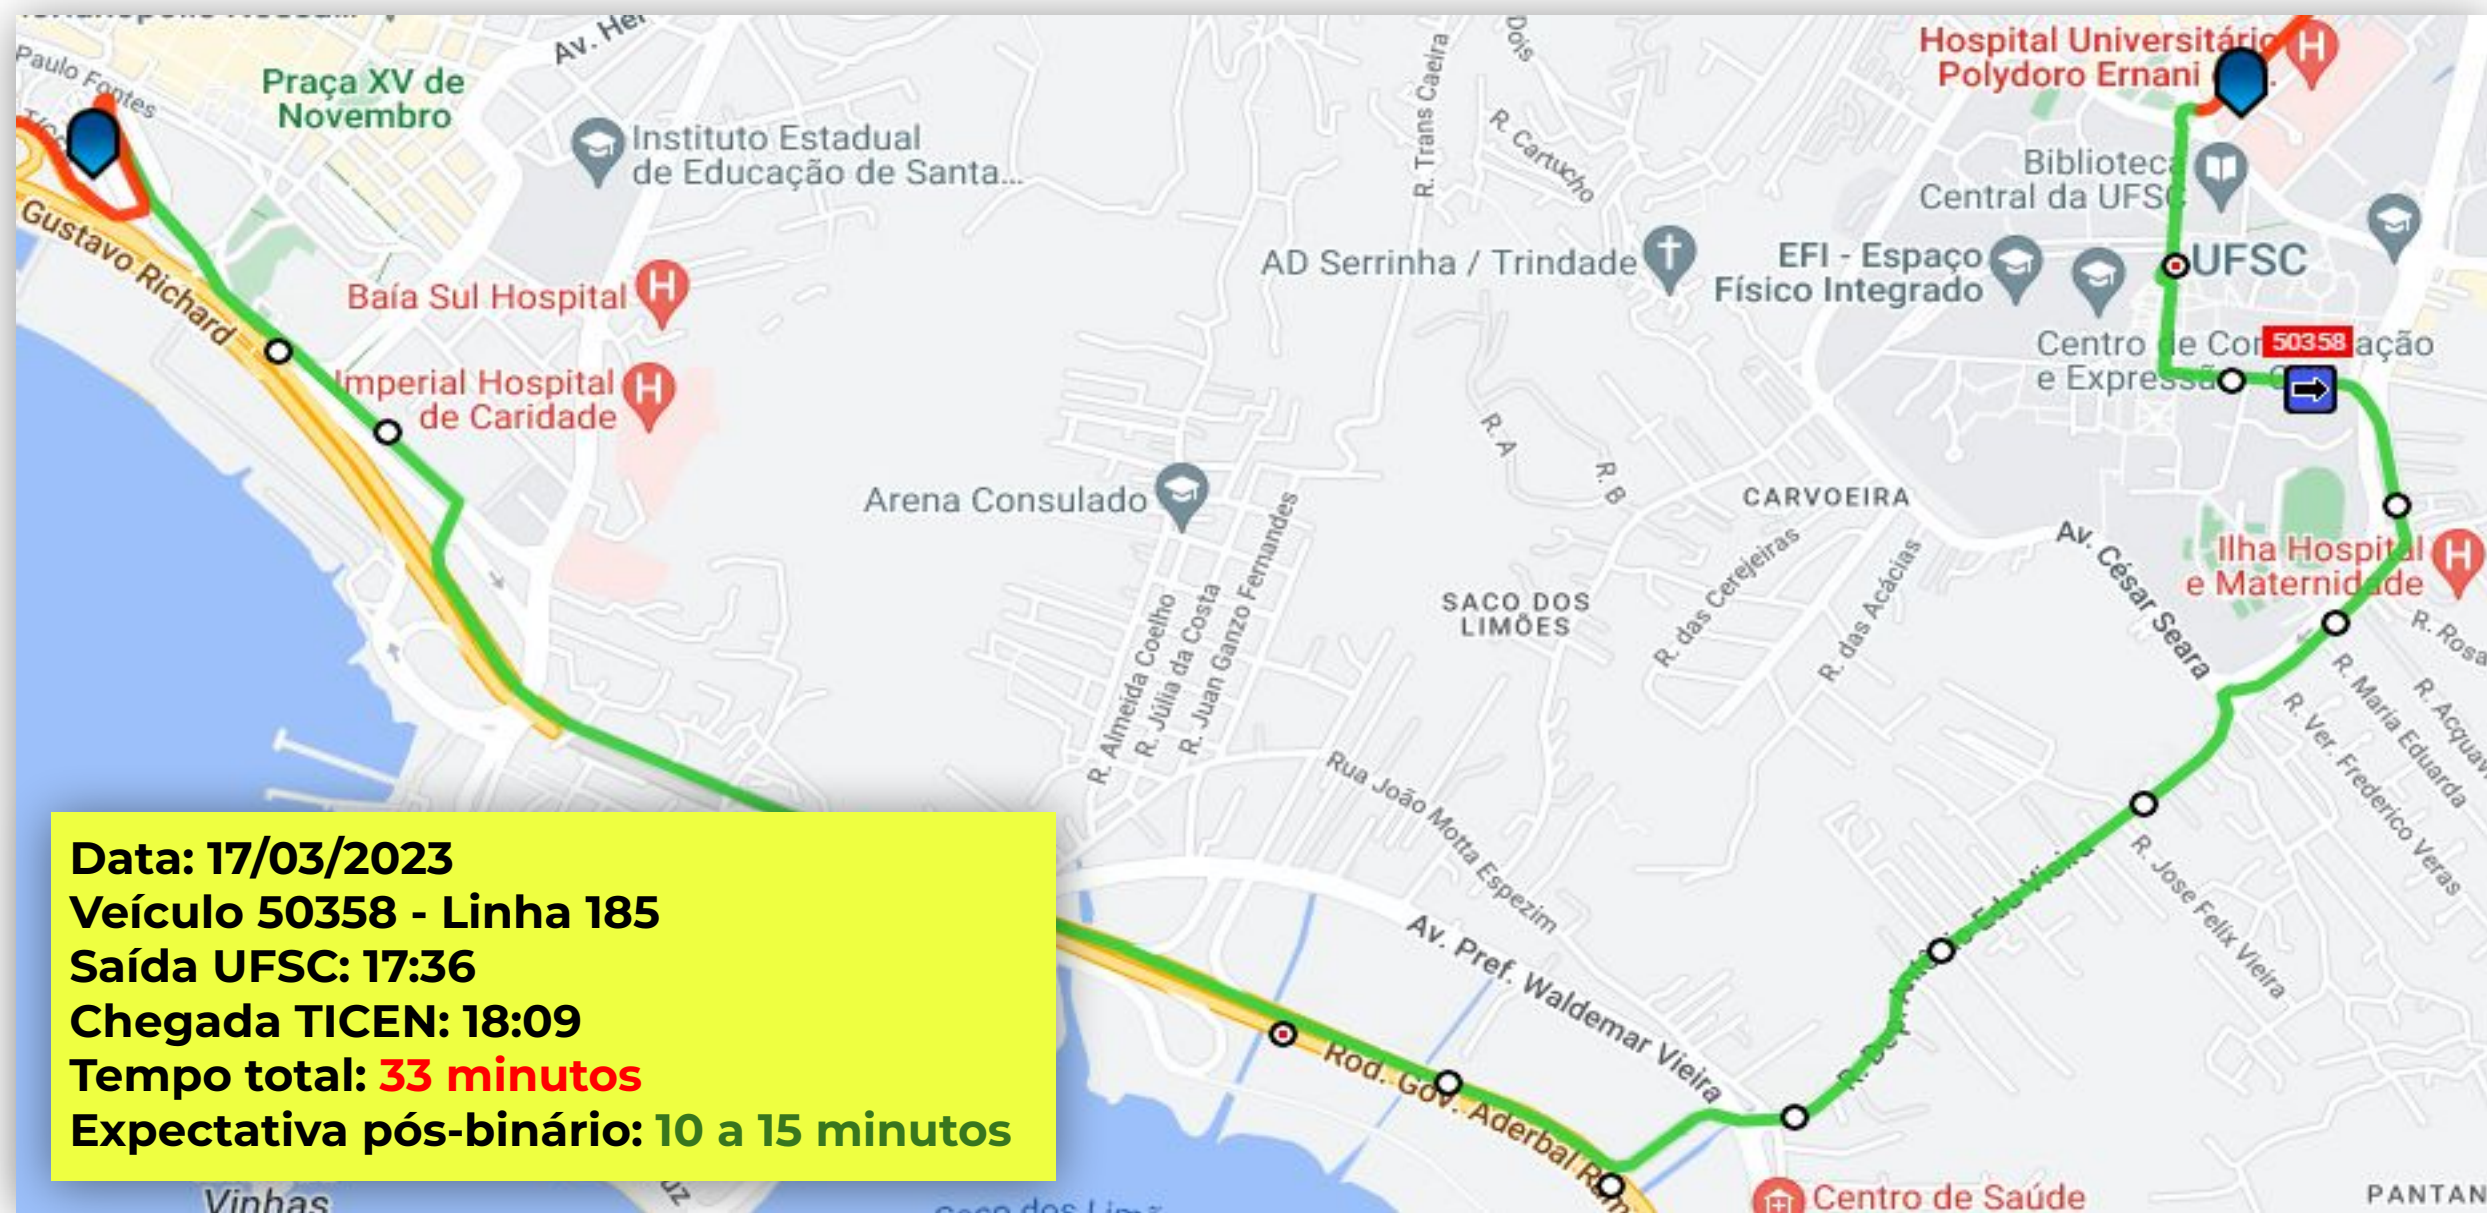 Av. Her
Paulo Fontes
Praça XV de
Novembro
Instituto Estadual
de Educação de Santa...
Gustavo Richard
Baía Sul Hospital
Imperial Hospital
de Caridade
R. Trans Caeira
Dois
R. Cartucho
AD Serrinha / Trindade
Hospital Universitário
Polydoro Ernani
Biblioteca
Central da UFSC
EFI - Espaço
Físico Integrado
UFSC
50358
Centro de Co
ação
e Expressão
Arena Consulado
R. A
R. B
CARVOEIRA
Av. César Seara
Ilha Hospital
e Maternidade
R. Rosa
R. Almeida Coelho
R. Júlia da Costa
R. Juan Ganzo Fernandes
SACO DOS
LIMÕES
R. das Cerejeiras
R. das Acácias
R. Maria Eduarda
R. Acquav
R. Ver. Frederico Veras
R. Jose Felix Vieira
Rua João Motta Espezim
Av. Pref. Waldemar Vieira
Rod. Gov. Aderbal Ram
Data: 17/03/2023
Veículo 50358 - Linha 185
Saída UFSC: 17:36
Chegada TICEN: 18:09
Tempo total: 33 minutos
Expectativa pós-binário: 10 a 15 minutos
Vinhas
Centro de Saúde
PANTAN